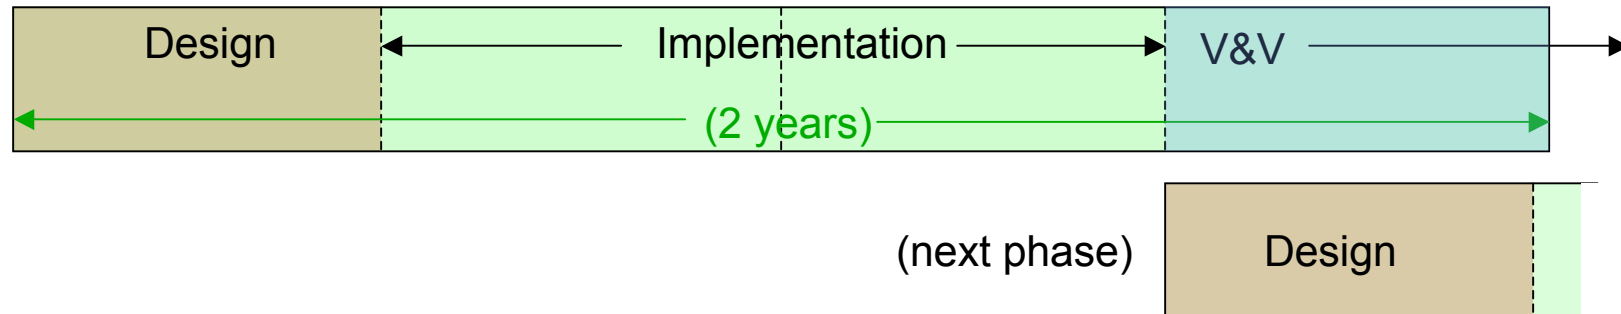 Design Implementation V&V
(2 years)
(next phase) Design